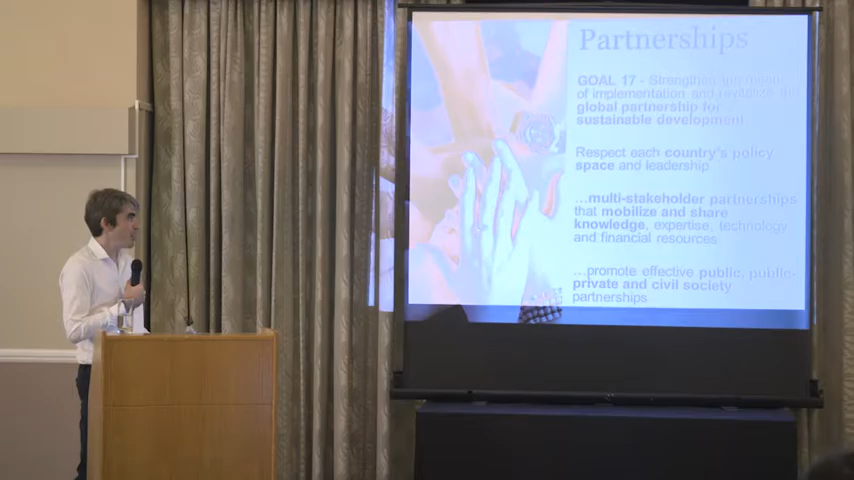 Partnerships
GOAL 17 - Strengthen the means
of implementation and revitalize the
global partnership for
sustainable development
Respect each country's policy
space and leadership
...multi-stakeholder partnerships
that mobilize and share
knowledge, expertise, technology
and financial resources
...promote effective public, public-
private and civil society
partnerships